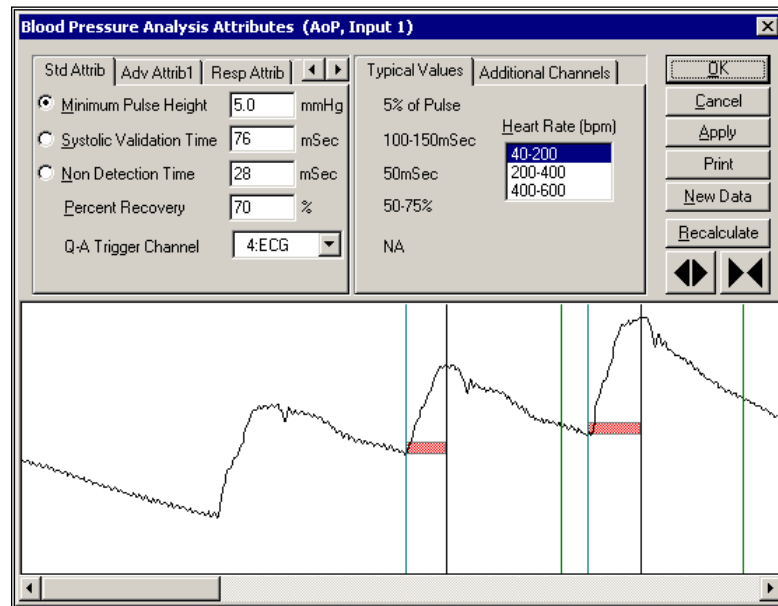 Blood Pressure Analysis Attributes (AoP, Input 1)
Std Attrib Adv Attrib1 Resp Attrib
Minimum Pulse Height 5.0 mmHg
Systolic Validation Time 76 mSec
Non Detection Time 28 mSec
Percent Recovery 70 %
Q-A Trigger Channel 4:ECG
Typical Values Additional Channels
5% of Pulse
100-150mSec
50mSec
50-75%
NA
Heart Rate (bpm)
40-200
200-400
400-600
OK
Cancel
Apply
Print
New Data
Recalculate